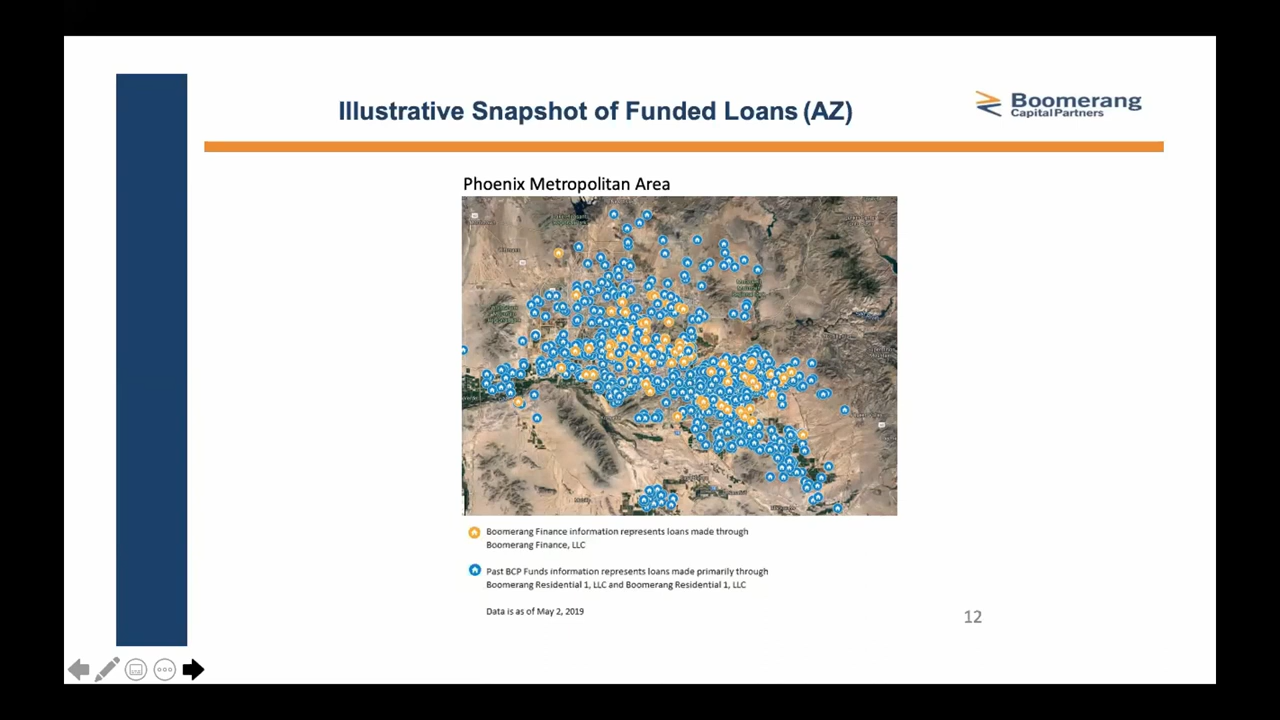 Illustrative Snapshot of Funded Loans (AZ)
Boomerang
Capital Partners
Phoenix Metropolitan Area
Boomerang Finance information represents loans made through
Boomerang Finance, LLC
Past BCP Funds information represents loans made primarily through
Boomerang Residential 1, LLC and Boomerang Residential 1, LLC
Data is as of May 2, 2019
12